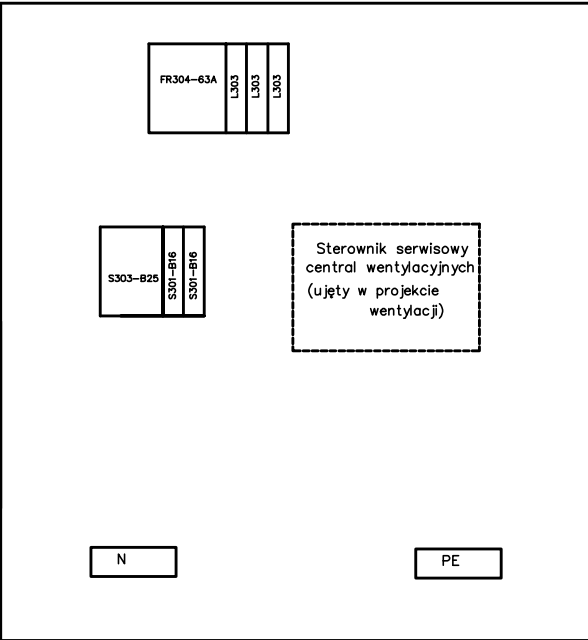 FR304-63A
L303
L303
L303
S303-B25
S301-B16
S301-B16
Sterownik serwisowy
central wentylacyjnych
(ujęty w projekcie
wentylacji)
N
PE